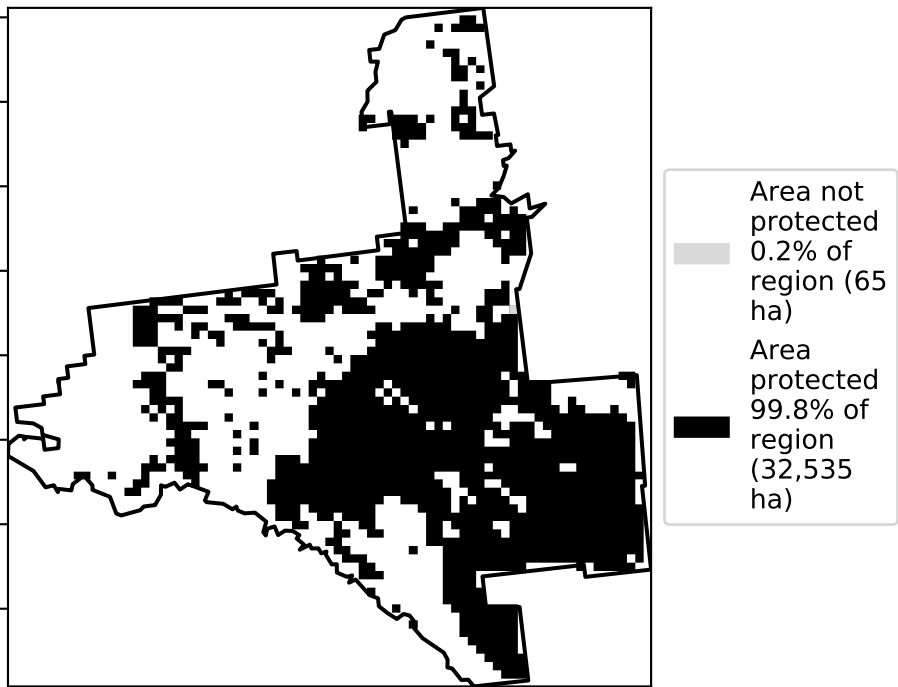 Area not
protected
0.2% of
region (65
ha)
Area
protected
99.8% of
region
(32,535
ha)